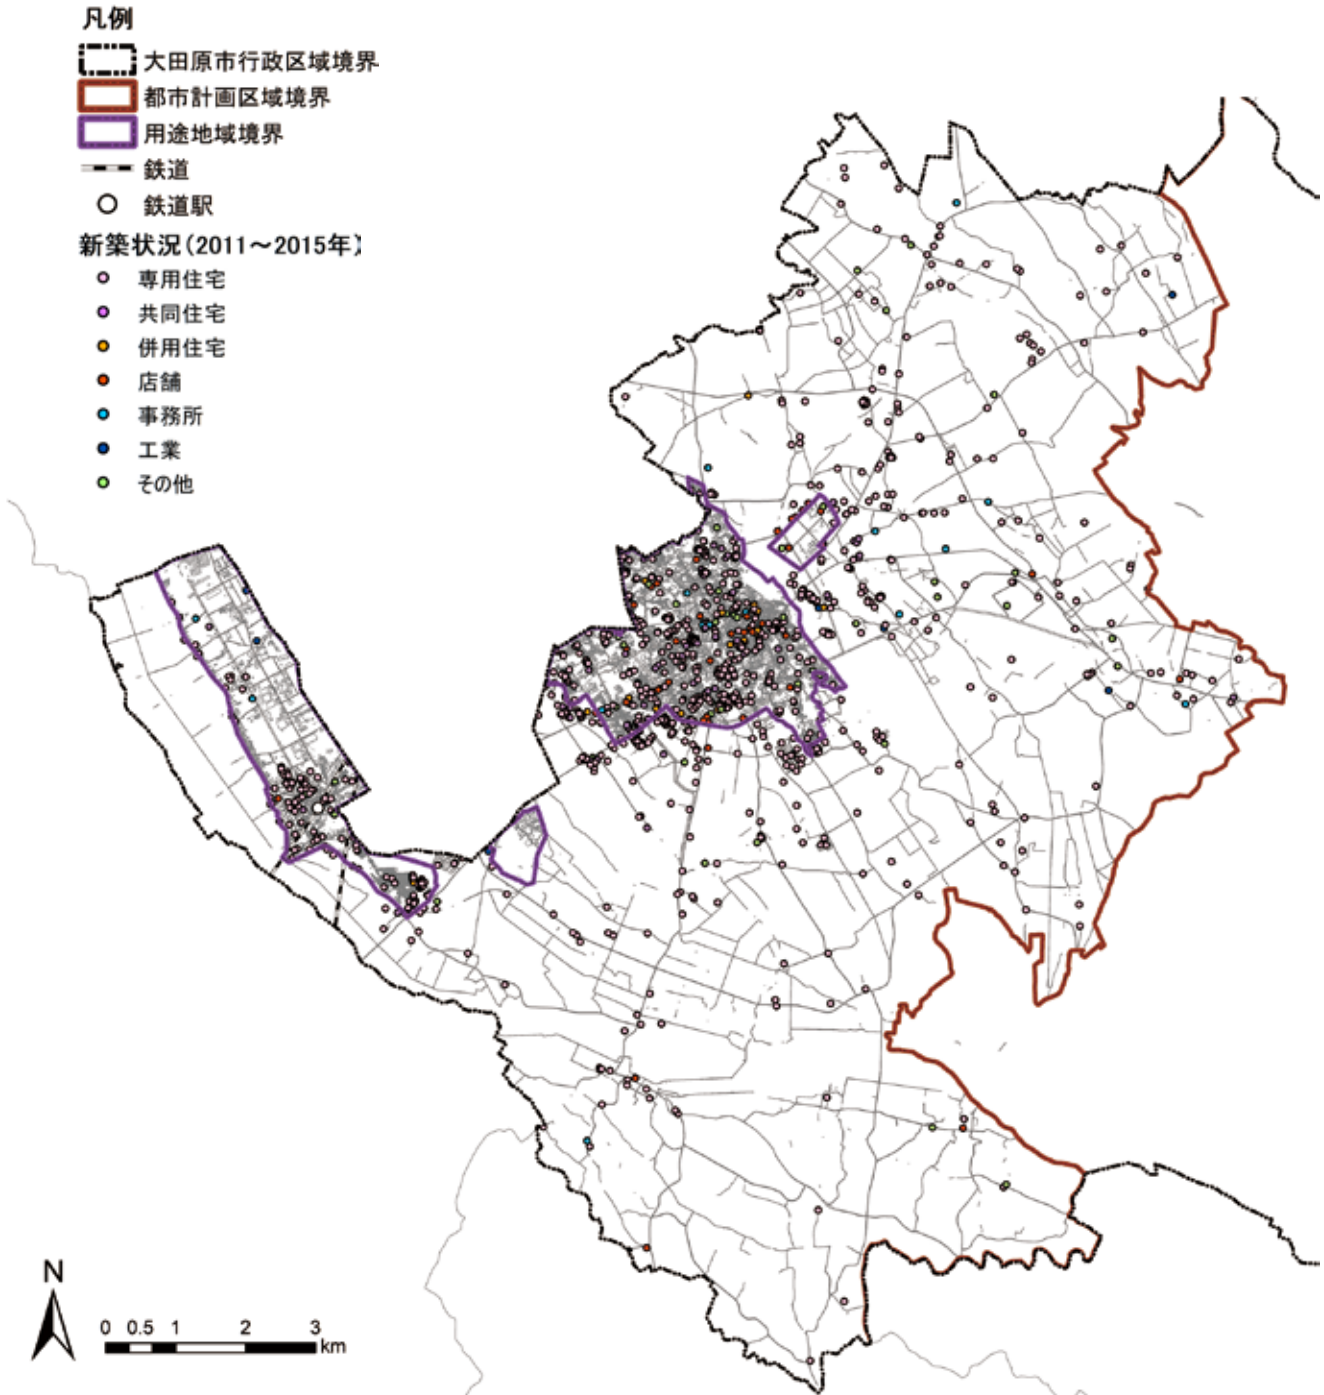 凡例
大田原市行政区域境界
都市計画区域境界
用途地域境界
鉄道
鉄道駅
新築状況(2011～2015年)
専用住宅
共同住宅
併用住宅
店舗
事務所
工業
その他
N
0 0.5 1 2 3
km